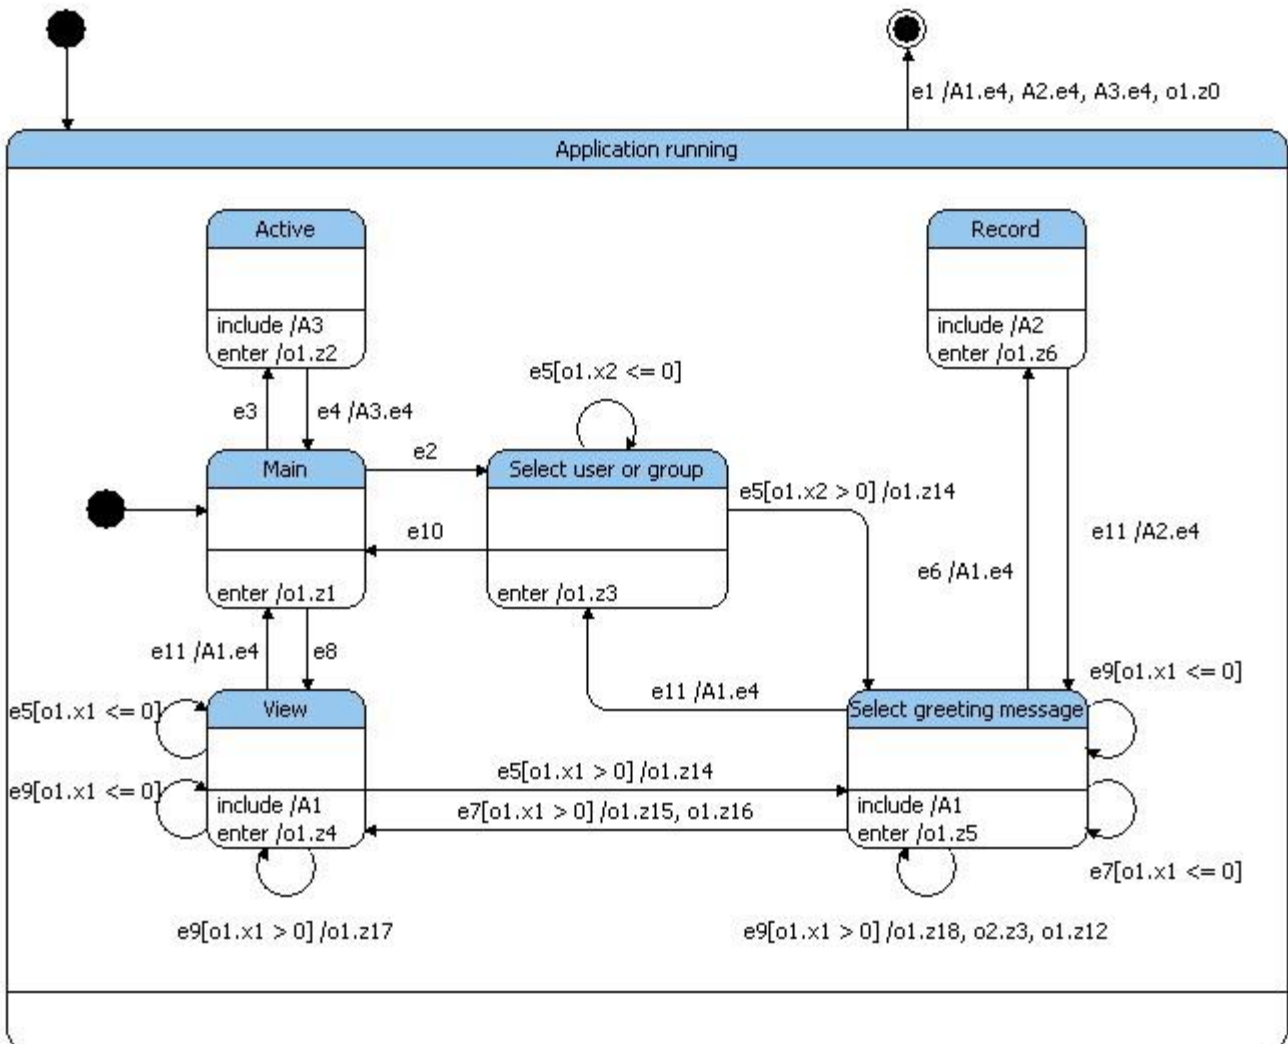 e1 /A1.e4, A2.e4, A3.e4, o1.z0
Application running
Active
Record
include /A3
enter /o1.z2
include /A2
enter /o1.z6
e5[o1.x2 <= 0]
e3
e4 /A3.e4
e2
Main
Select user or group
e5[o1.x2 > 0] /o1.z14
e10
e11 /A2.e4
e6 /A1.e4
enter /o1.z1
enter /o1.z3
e11 /A1.e4
e8
e11 /A1.e4
e9[o1.x1 <= 0]
e5[o1.x1 <= 0]
View
Select greeting message
e5[o1.x1 > 0] /o1.z14
e9[o1.x1 <= 0]
include /A1
enter /o1.z4
e7[o1.x1 > 0] /o1.z15, o1.z16
include /A1
enter /o1.z5
e7[o1.x1 <= 0]
e9[o1.x1 > 0] /o1.z17
e9[o1.x1 > 0] /o1.z18, o2.z3, o1.z12